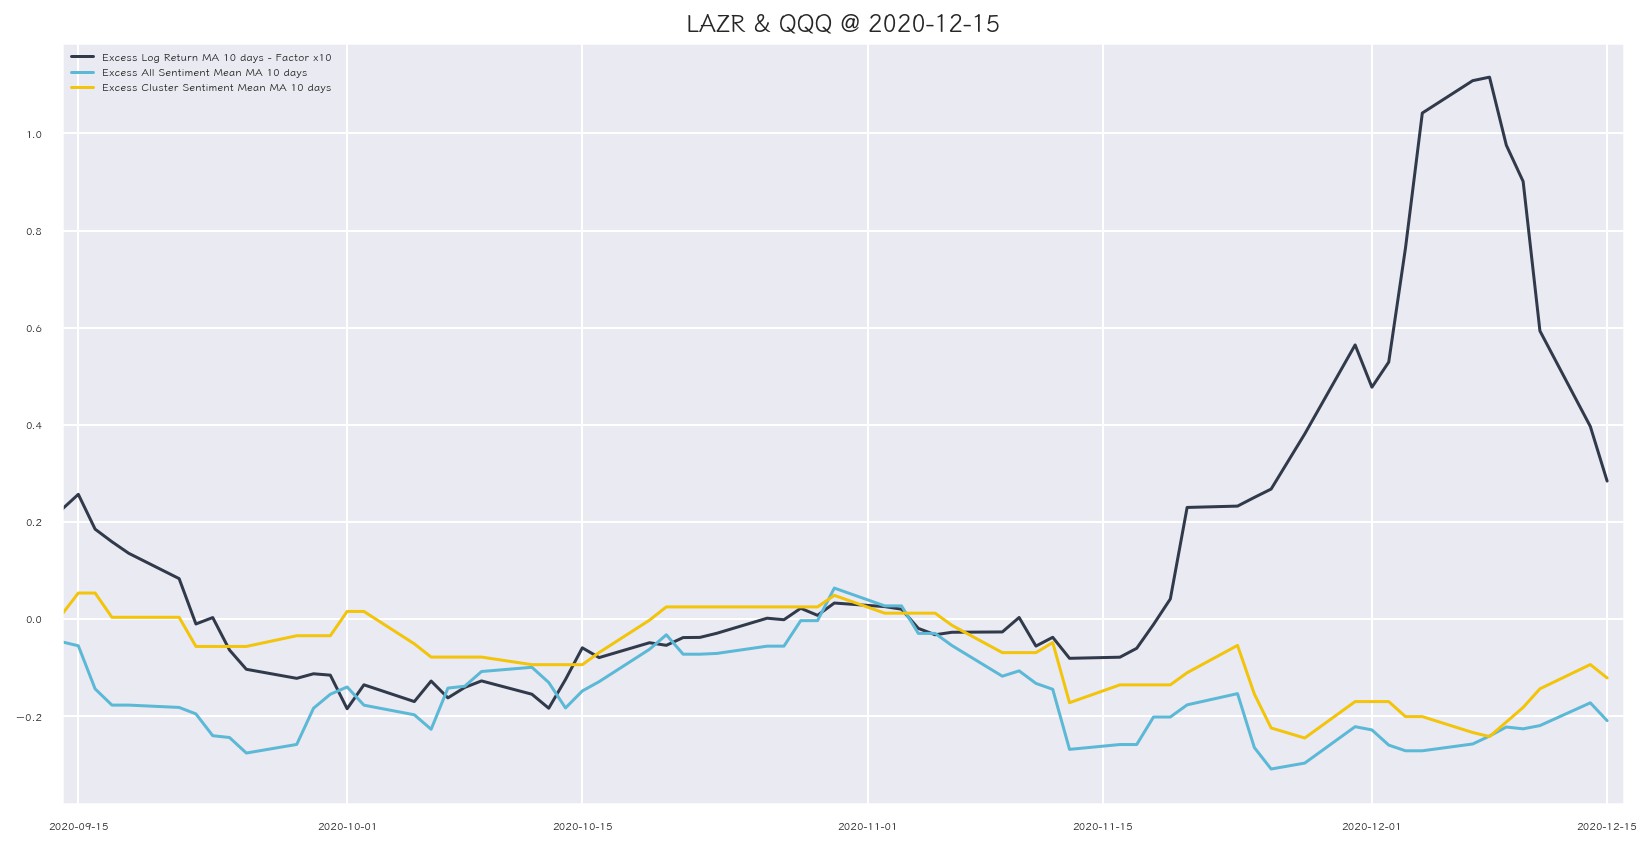 LAZR & QQQ @ 2020-12-15
Excess Log Return MA 10 days - Factor x10
Excess All Sentiment Mean MA 10 days
Excess Cluster Sentiment Mean MA 10 days
1.0
0.8
0.6
0.4
0.2
0.0
−0.2
2020-09-15 2020-10-01 2020-10-15 2020-11-01 2020-11-15 2020-12-01 2020-12-15